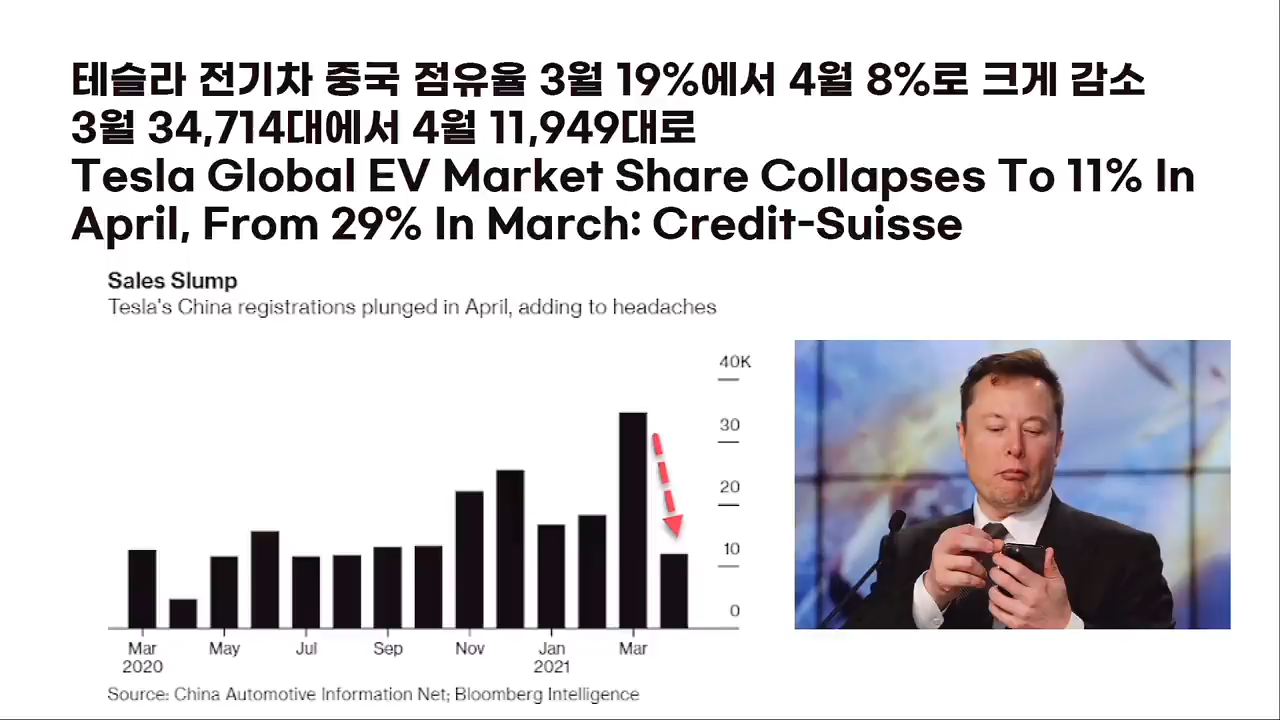 테슬라 전기차 중국 점유율 3월 19%에서 4월 8%로 크게 감소
3월 34,714대에서 4월 11,949대로
Tesla Global EV Market Share Collapses To 11% In
April, From 29% In March: Credit-Suisse
Sales Slump
Tesla's China registrations plunged in April, adding to headaches
40K
30
20
10
0
Mar May Jul Sep Nov Jan Mar
2020 2021
Source: China Automotive Information Net; Bloomberg Intelligence